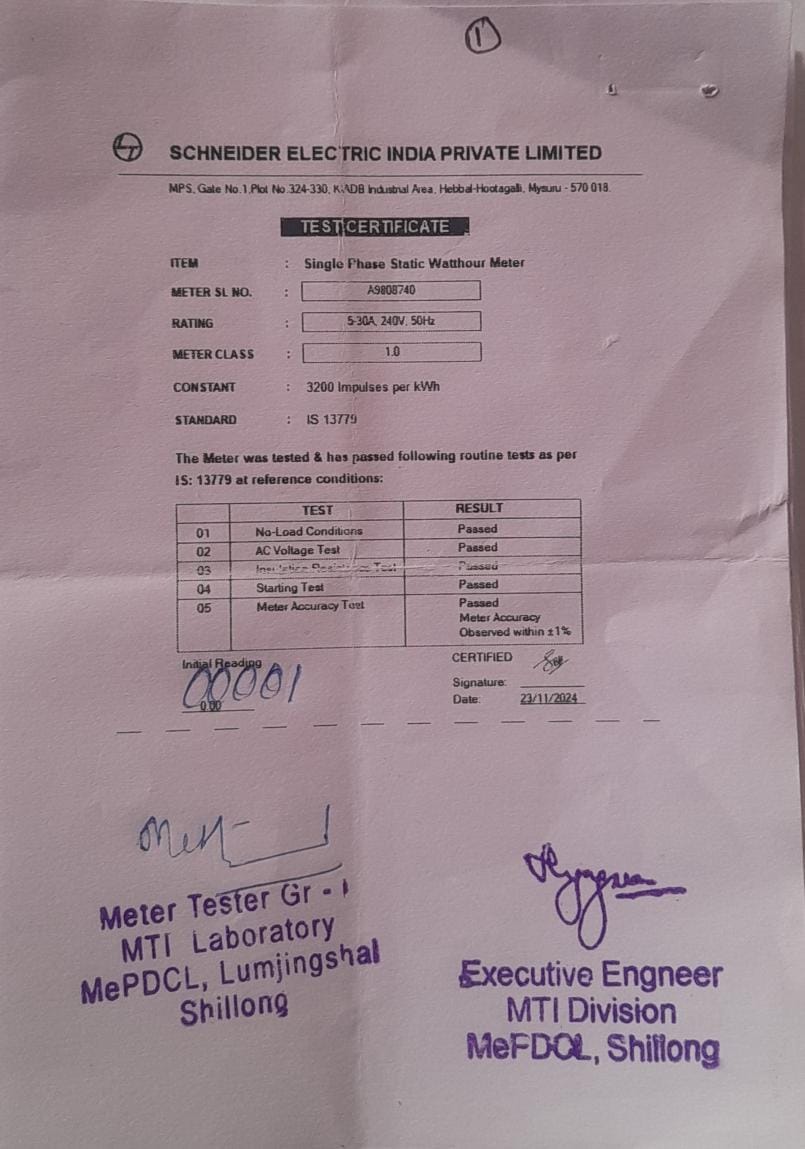 1
LT
SCHNEIDER ELECTRIC INDIA PRIVATE LIMITED
MPS, Gate No.1,Plot No.324-330, KIADB Industrial Area, Hebbal-Hootagalli, Mysuru - 570 018.
TEST CERTIFICATE
ITEM : Single Phase Static Watthour Meter
METER SL NO. : A9808740
RATING : 5-30A, 240V, 50Hz
METER CLASS : 1.0
CONSTANT : 3200 Impulses per kWh
STANDARD : IS 13779
The Meter was tested & has passed following routine tests as per
IS: 13779 at reference conditions:
TEST RESULT
01 No-Load Conditions Passed
02 AC Voltage Test Passed
03 Insulation Resistance Test Passed
04 Starting Test Passed
05 Meter Accuracy Test Passed
Meter Accuracy
Observed within ±1%
Initial Reading
00001
0.00
CERTIFIED
Signature:
Date: 23/11/2024
Meter Tester Gr - I
MTI Laboratory
MePDCL, Lumjingshai
Shillong
Executive Engneer
MTI Division
MePDCL, Shillong